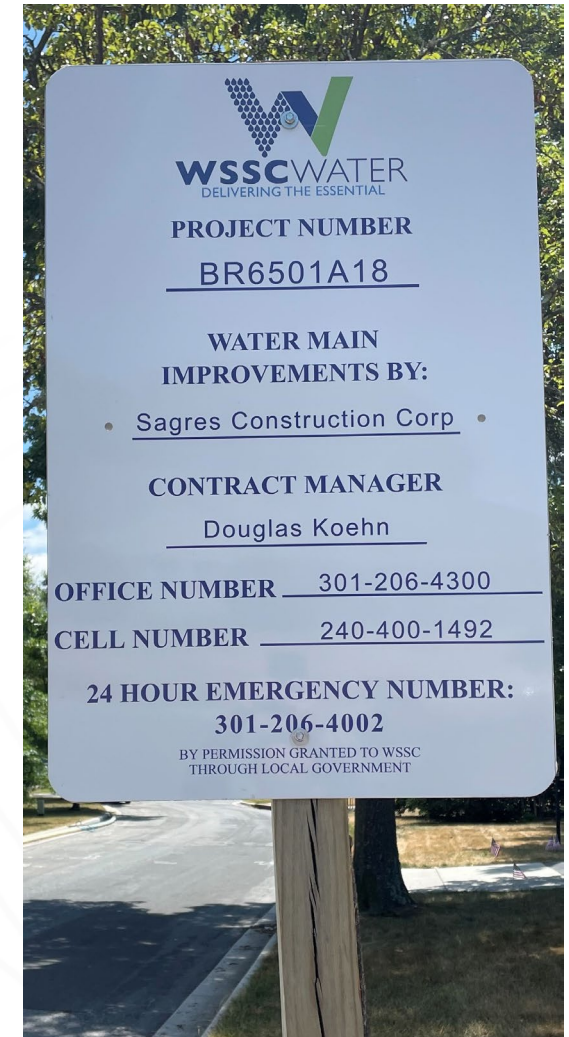 WSSCWATER
DELIVERING THE ESSENTIAL
PROJECT NUMBER
BR6501A18
WATER MAIN
IMPROVEMENTS BY:
Sagres Construction Corp
CONTRACT MANAGER
Douglas Koehn
OFFICE NUMBER 301-206-4300
CELL NUMBER 240-400-1492
24 HOUR EMERGENCY NUMBER:
301-206-4002
BY PERMISSION GRANTED TO WSSC
THROUGH LOCAL GOVERNMENT